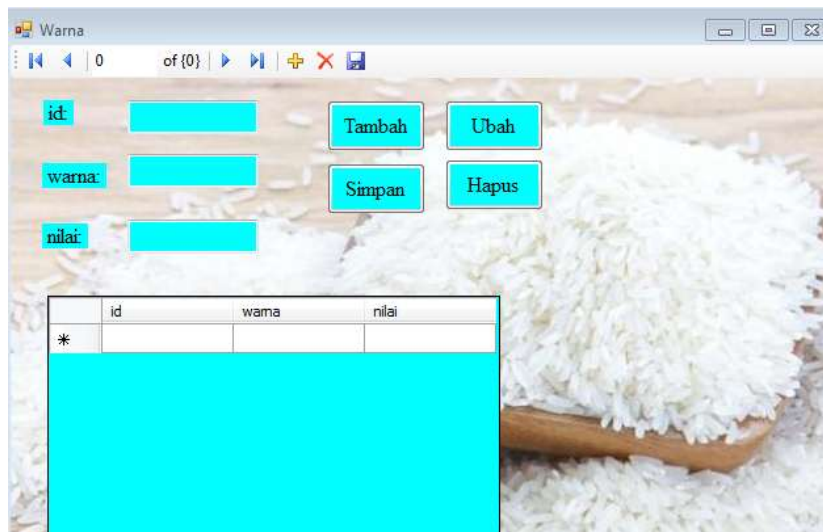 Warna
0 of {0}
id:
Tambah Ubah
warna:
Simpan Hapus
nilai:
id warna nilai